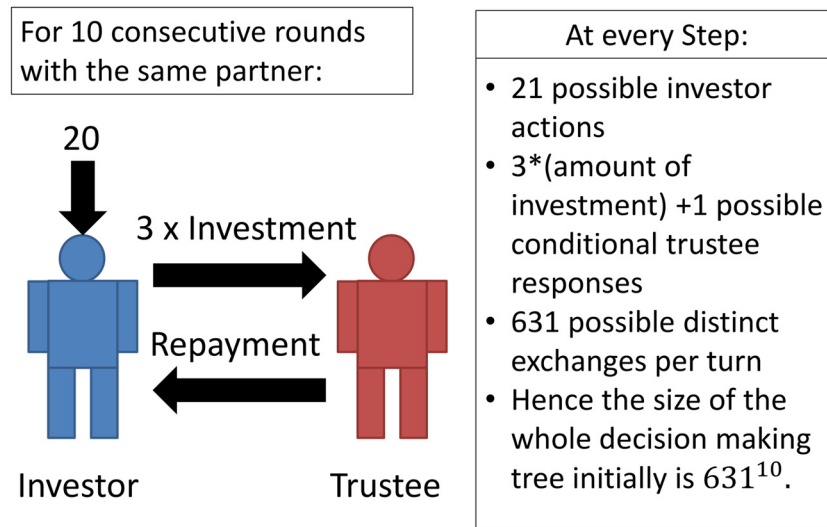 For 10 consecutive rounds
with the same partner:
20
3 x Investment
Repayment
Investor
Trustee
At every Step:
• 21 possible investor
actions
• 3*(amount of
investment) +1 possible
conditional trustee
responses
• 631 possible distinct
exchanges per turn
• Hence the size of the
whole decision making
tree initially is 631¹⁰.